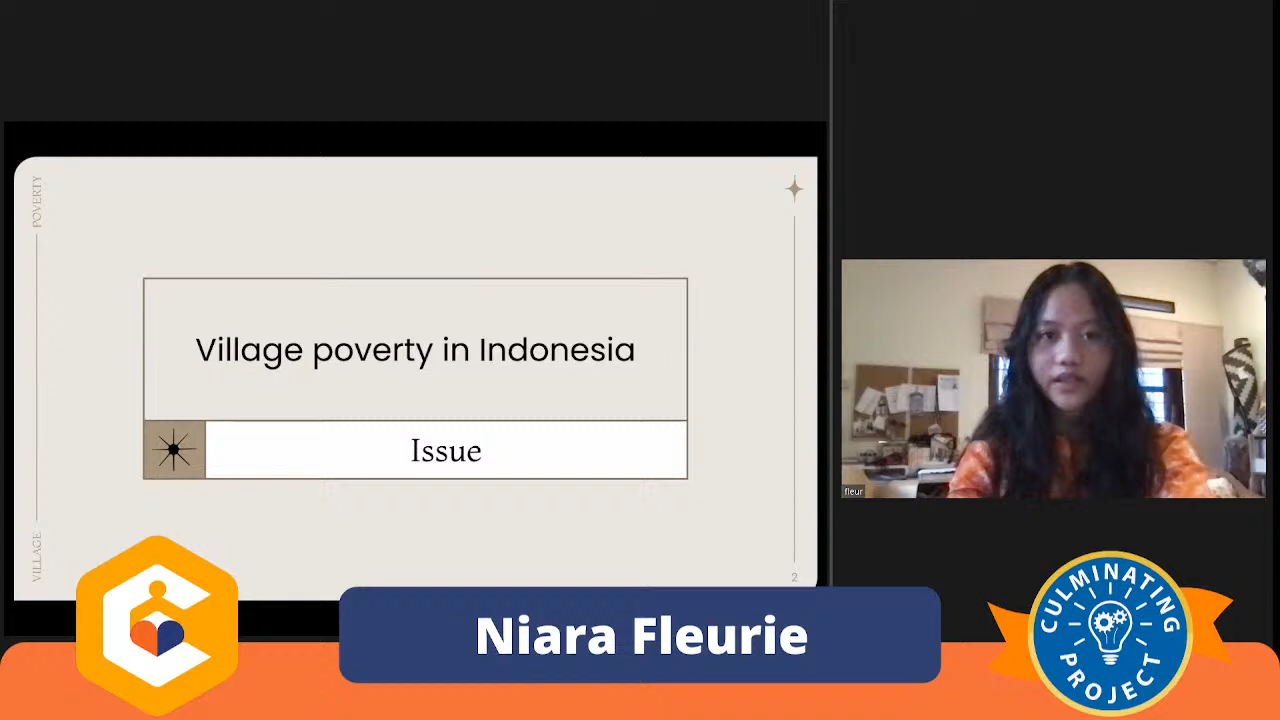 POVERTY
Village poverty in Indonesia
Issue
VILLAGE
2
fleur
Niara Fleurie
CULMINATING
PROJECT